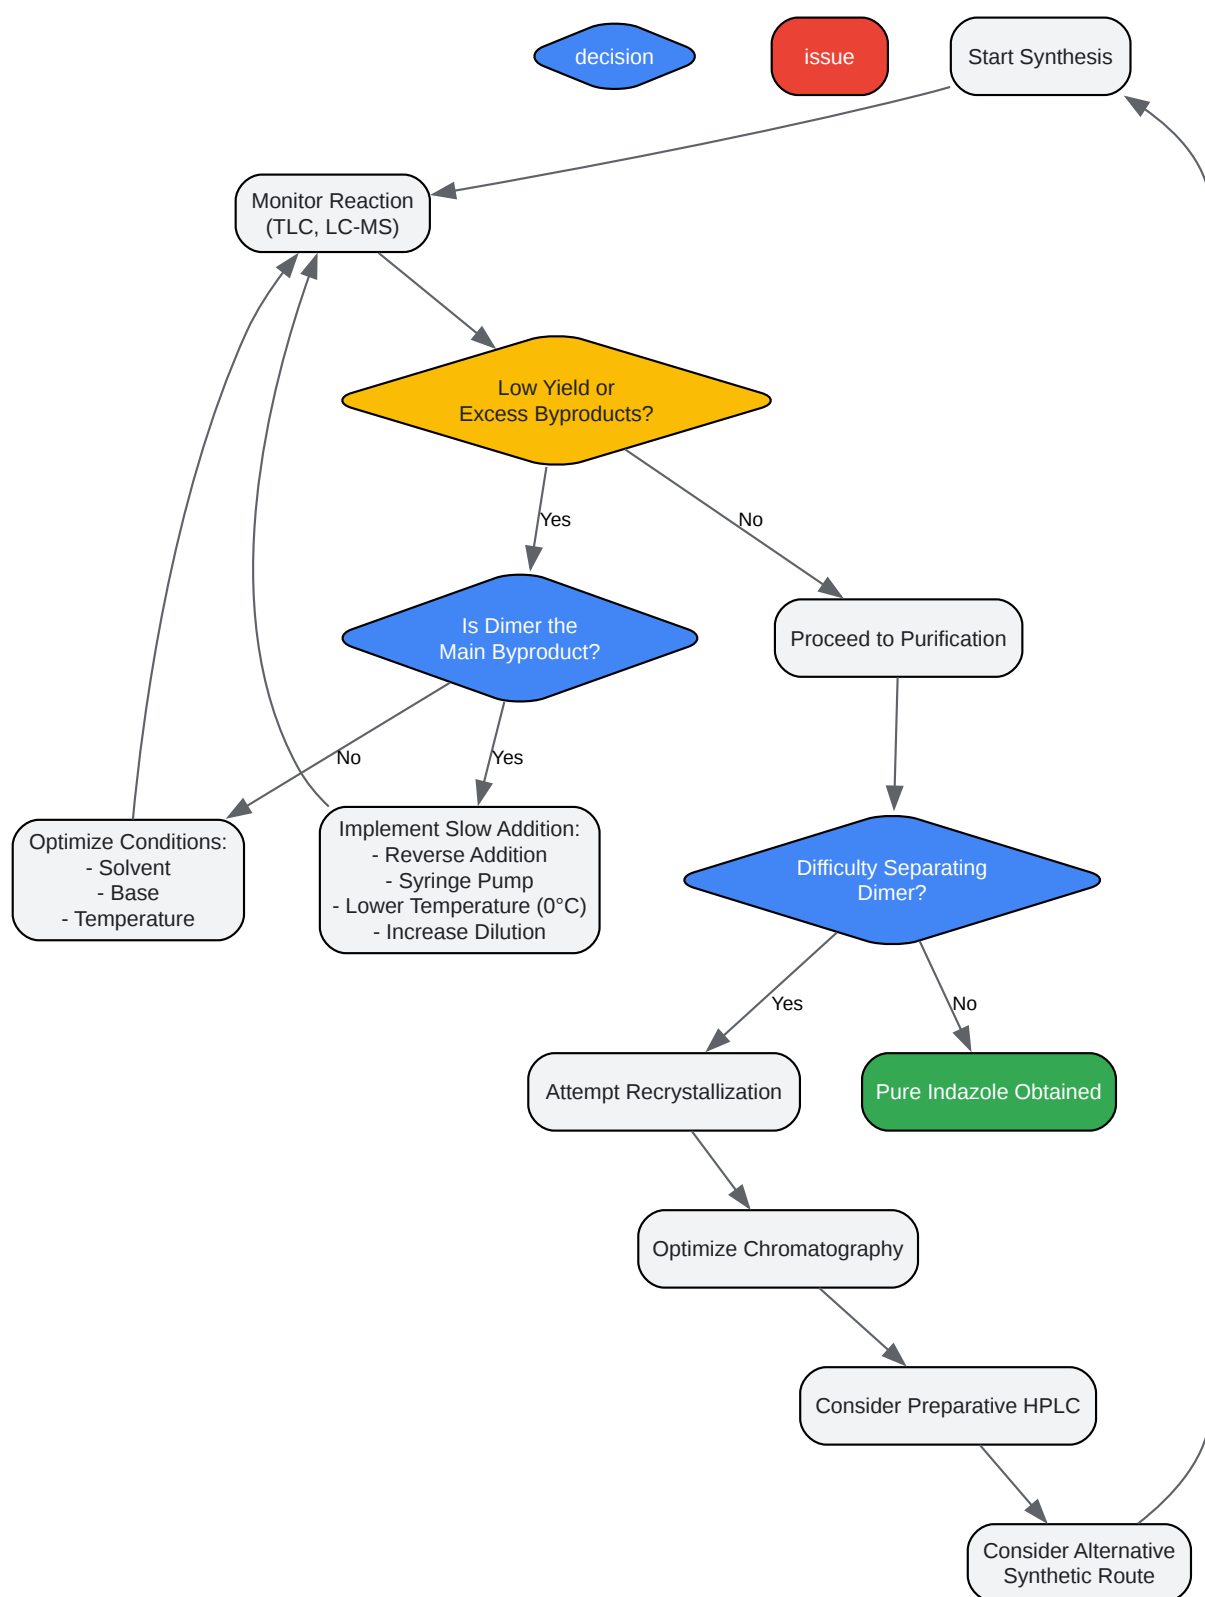 decision
issue
Start Synthesis
Monitor Reaction
(TLC, LC-MS)
Low Yield or
Excess Byproducts?
Yes
No
Is Dimer the
Main Byproduct?
Proceed to Purification
No
Yes
Optimize Conditions:
- Solvent
- Base
- Temperature
Implement Slow Addition:
- Reverse Addition
- Syringe Pump
- Lower Temperature (0°C)
- Increase Dilution
Difficulty Separating
Dimer?
Yes
No
Attempt Recrystallization
Pure Indazole Obtained
Optimize Chromatography
Consider Preparative HPLC
Consider Alternative
Synthetic Route